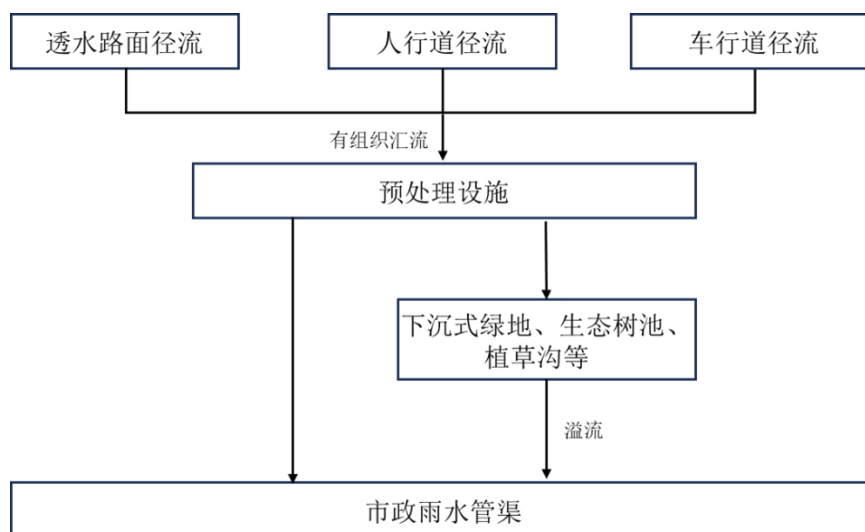 透水路面径流
人行道径流
车行道径流
有组织汇流
预处理设施
下沉式绿地、生态树池、
植草沟等
溢流
市政雨水管渠